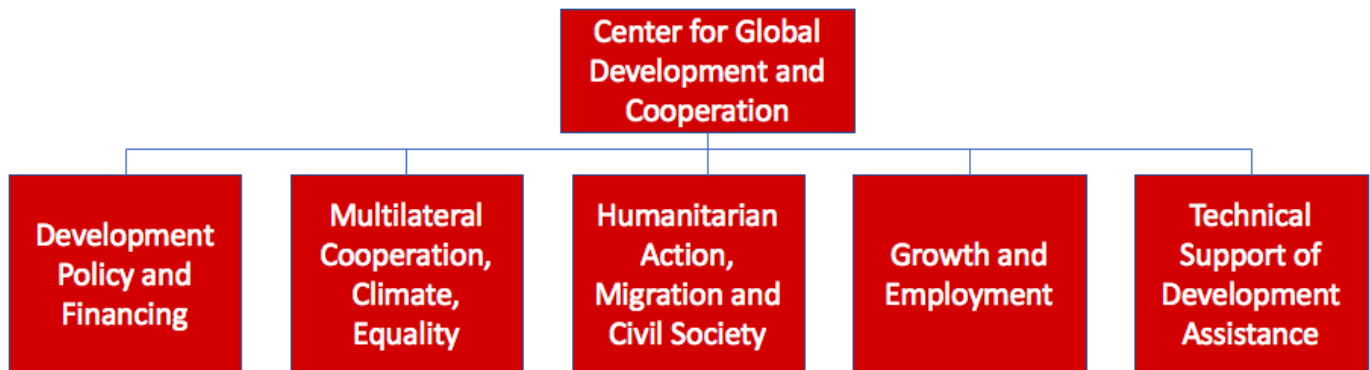 Center for Global
Development and
Cooperation
Development
Policy and
Financing
Multilateral
Cooperation,
Climate,
Equality
Humanitarian
Action,
Migration and
Civil Society
Growth and
Employment
Technical
Support of
Development
Assistance